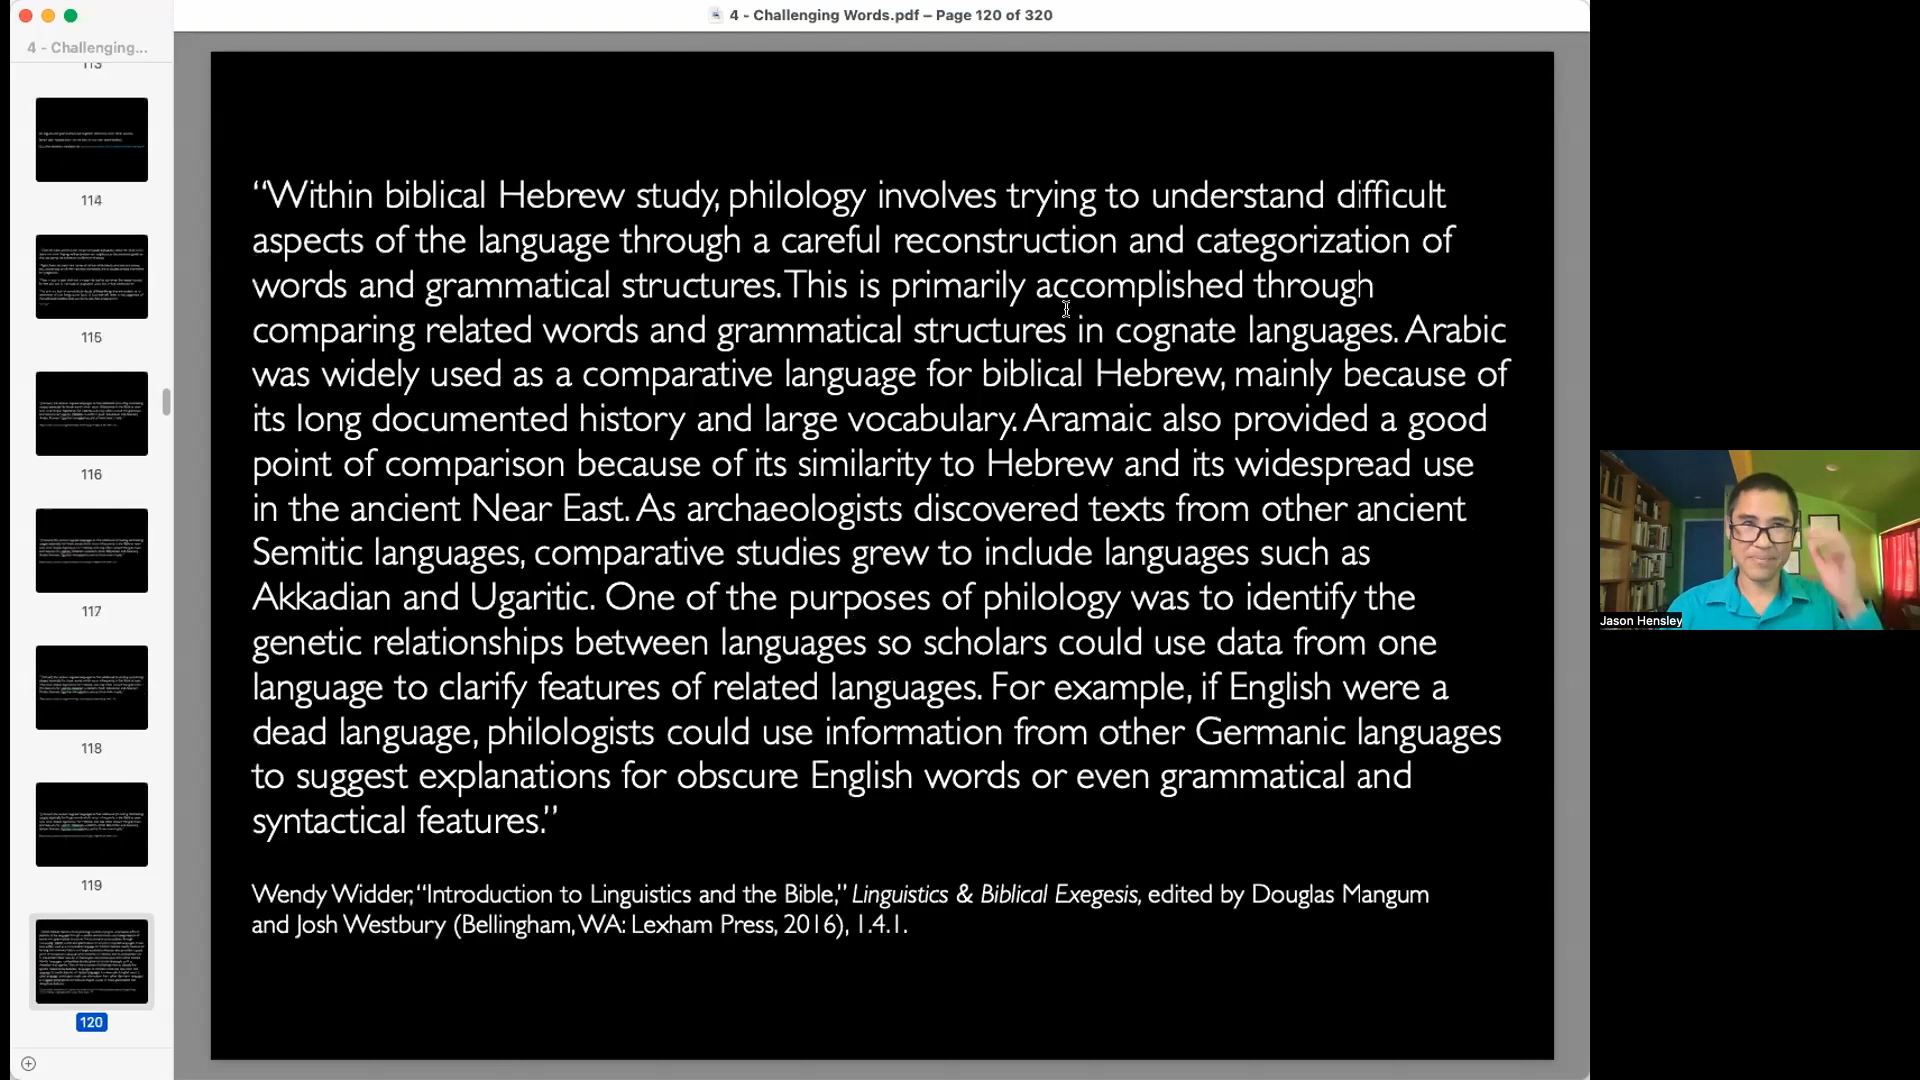 4 - Challenging Words.pdf – Page 120 of 320
4 - Challenging...
113
114
115
116
117
118
119
120
“Within biblical Hebrew study, philology involves trying to understand difficult
aspects of the language through a careful reconstruction and categorization of
words and grammatical structures. This is primarily accomplished through
comparing related words and grammatical structures in cognate languages. Arabic
was widely used as a comparative language for biblical Hebrew, mainly because of
its long documented history and large vocabulary. Aramaic also provided a good
point of comparison because of its similarity to Hebrew and its widespread use
in the ancient Near East. As archaeologists discovered texts from other ancient
Semitic languages, comparative studies grew to include languages such as
Akkadian and Ugaritic. One of the purposes of philology was to identify the
genetic relationships between languages so scholars could use data from one
language to clarify features of related languages. For example, if English were a
dead language, philologists could use information from other Germanic languages
to suggest explanations for obscure English words or even grammatical and
syntactical features.”
Wendy Widder, “Introduction to Linguistics and the Bible,” Linguistics & Biblical Exegesis, edited by Douglas Mangum
and Josh Westbury (Bellingham, WA: Lexham Press, 2016), 1.4.1.
Jason Hensley